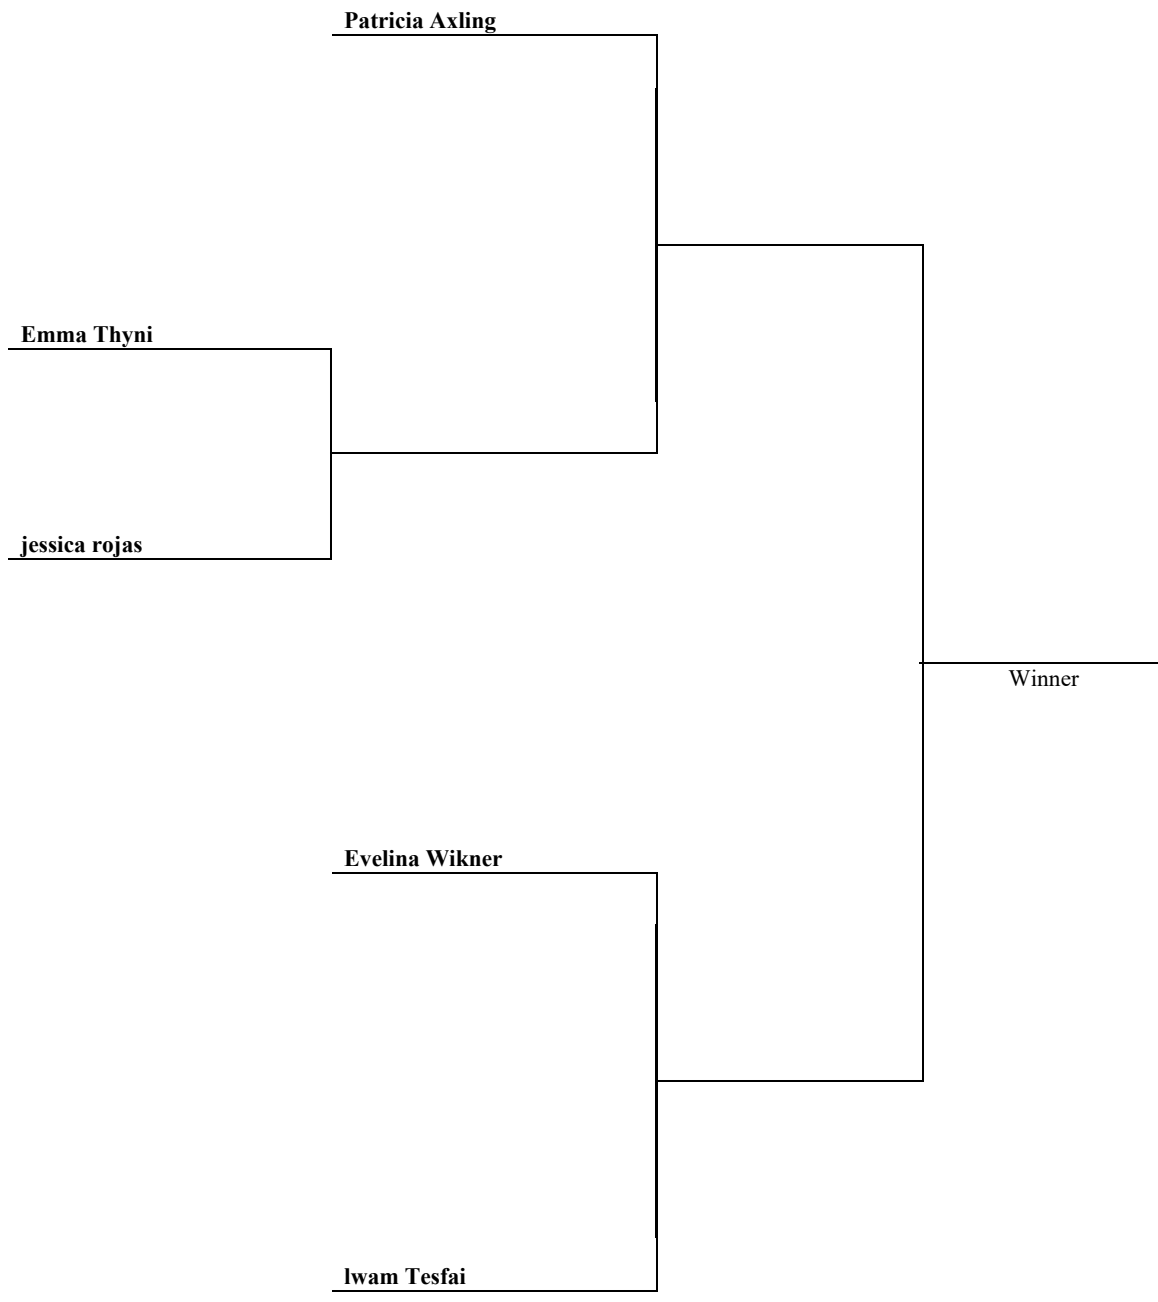 Patricia Axling
Emma Thyni
jessica rojas
Winner
Evelina Wikner
lwam Tesfai